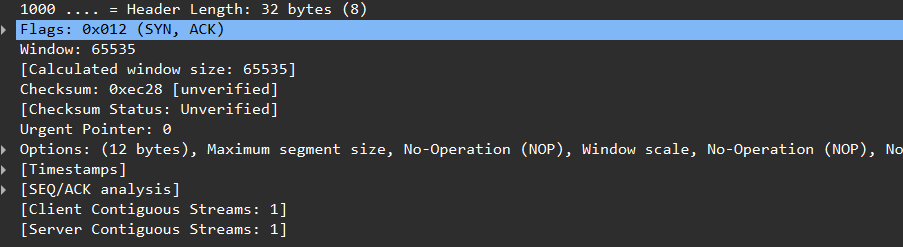 1000 .... = Header Length: 32 bytes (8)
Flags: 0x012 (SYN, ACK)
Window: 65535
[Calculated window size: 65535]
Checksum: 0xec28 [unverified]
[Checksum Status: Unverified]
Urgent Pointer: 0
Options: (12 bytes), Maximum segment size, No-Operation (NOP), Window scale, No-Operation (NOP), No
[Timestamps]
[SEQ/ACK analysis]
[Client Contiguous Streams: 1]
[Server Contiguous Streams: 1]